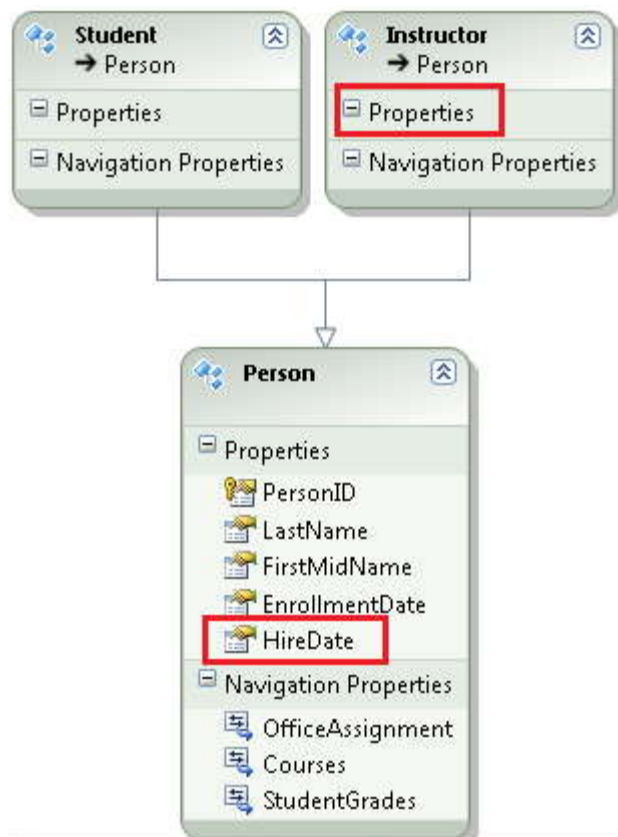 Student
➔ Person
Properties
Navigation Properties
Instructor
➔ Person
Properties
Navigation Properties
Person
Properties
PersonID
LastName
FirstMidName
EnrollmentDate
HireDate
Navigation Properties
OfficeAssignment
Courses
StudentGrades